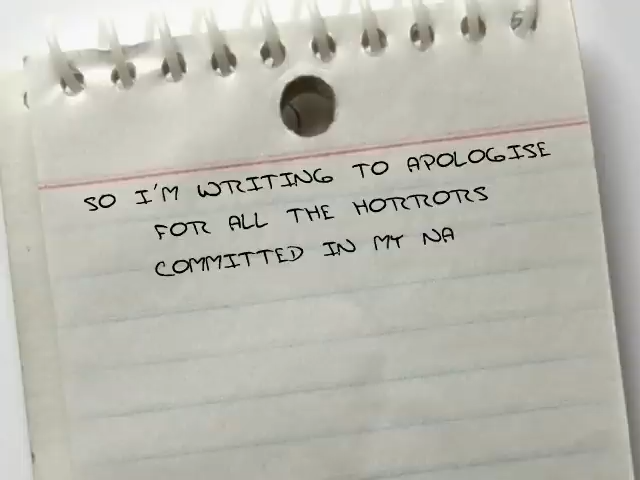 SO I'M WRITING TO APOLOGISE
FOR ALL THE HORRORS
COMMITTED IN MY NA